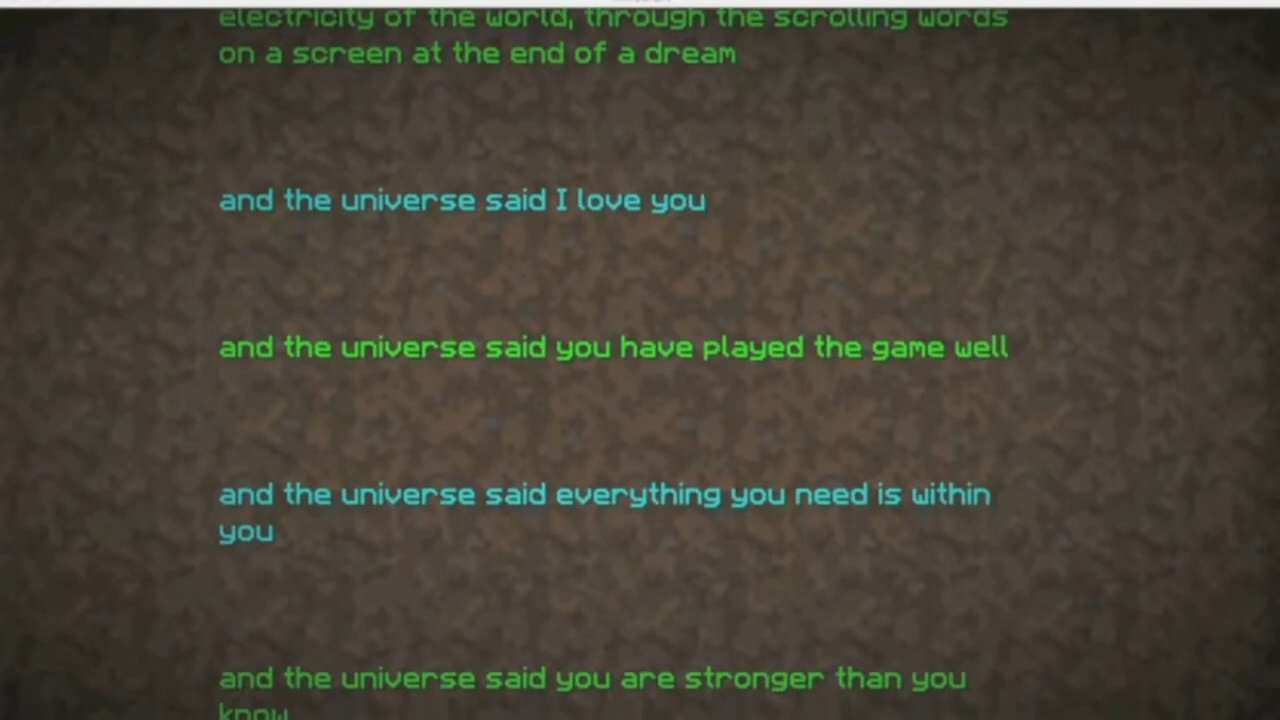 electricity of the world, through the scrolling words
on a screen at the end of a dream
and the universe said I love you
and the universe said you have played the game well
and the universe said everything you need is within
you
and the universe said you are stronger than you
know